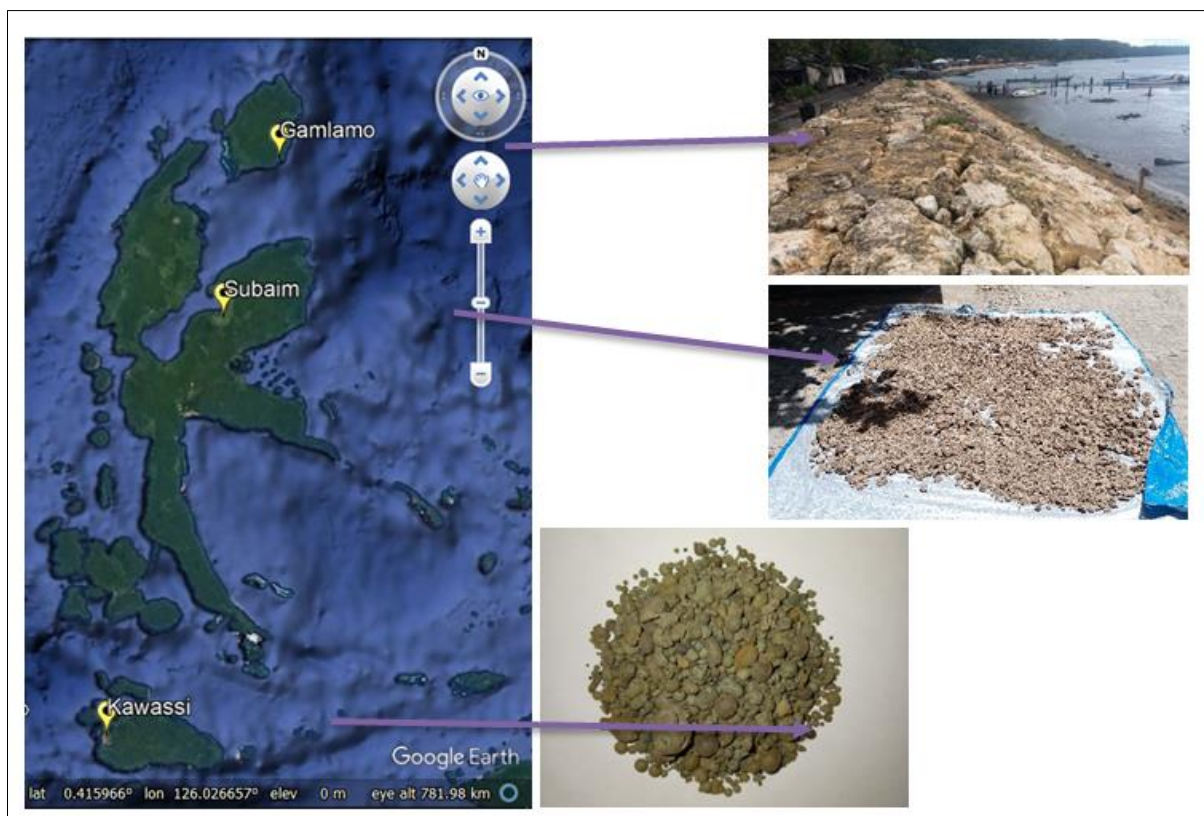 N
Gamlamo
Subaim
Kawassi
Google Earth
lat 0.415966° lon 126.026657° elev 0 m eye alt 781.98 km